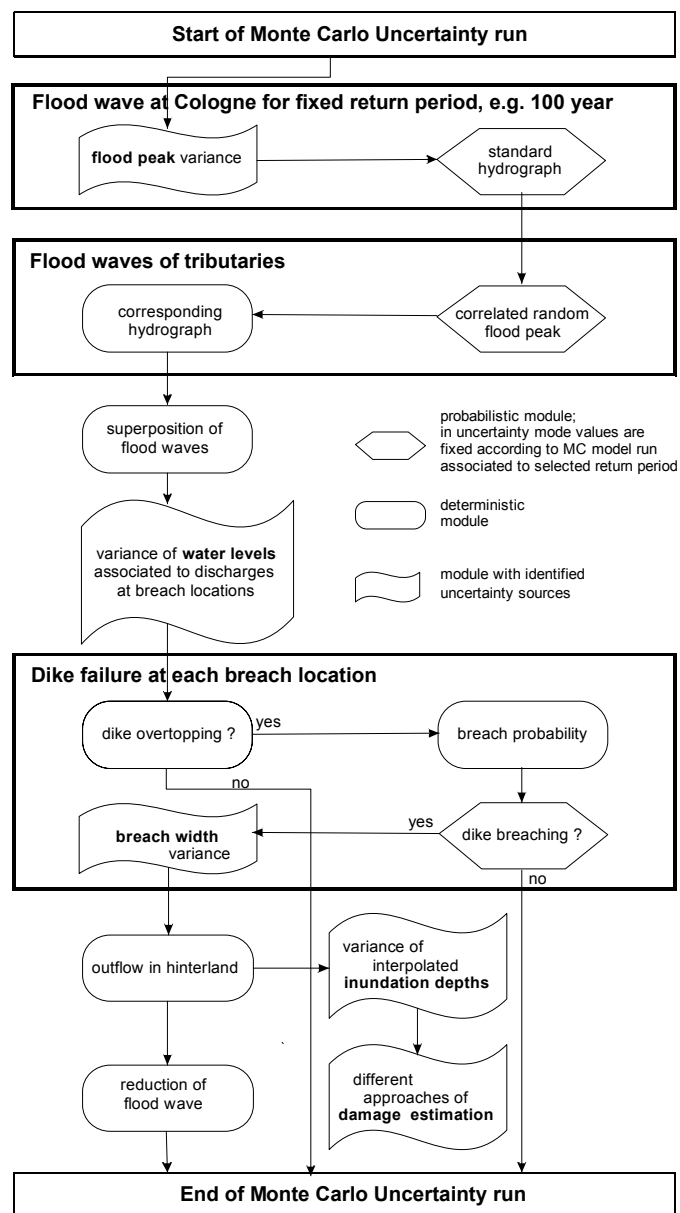 Start of Monte Carlo Uncertainty run
Flood wave at Cologne for fixed return period, e.g. 100 year
flood peak variance
standard
hydrograph
Flood waves of tributaries
corresponding
hydrograph
correlated random
flood peak
superposition of
flood waves
probabilistic module;
in uncertainty mode values are
fixed according to MC model run
associated to selected return period
deterministic
module
variance of water levels
associated to discharges
at breach locations
module with identified
uncertainty sources
Dike failure at each breach location
dike overtopping ?
yes
breach probability
no
breach width
variance
yes
dike breaching ?
no
outflow in hinterland
variance of
interpolated
inundation depths
reduction of
flood wave
different
approaches of
damage estimation
End of Monte Carlo Uncertainty run